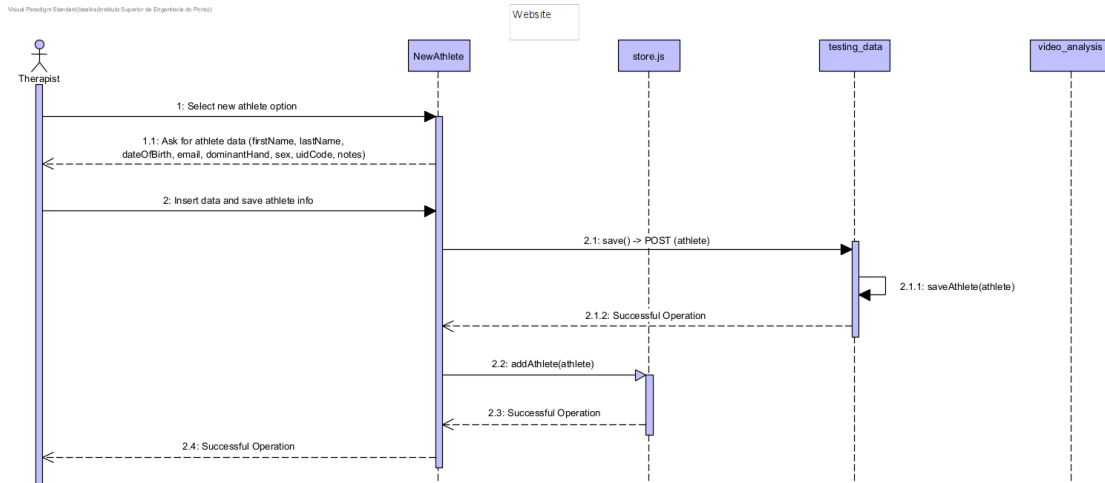 Visual Paradigm Standard(beatira(Instituto Superior de Engenharia do Porto))
Website
Therapist
NewAthlete
store.js
testing_data
video_analysis
1: Select new athlete option
1.1: Ask for athlete data (firstName, lastName,
dateOfBirth, email, dominantHand, sex, uidCode, notes)
2: Insert data and save athlete info
2.1: save() -> POST (athlete)
2.1.1: saveAthlete(athlete)
2.1.2: Successful Operation
2.2: addAthlete(athlete)
2.3: Successful Operation
2.4: Successful Operation